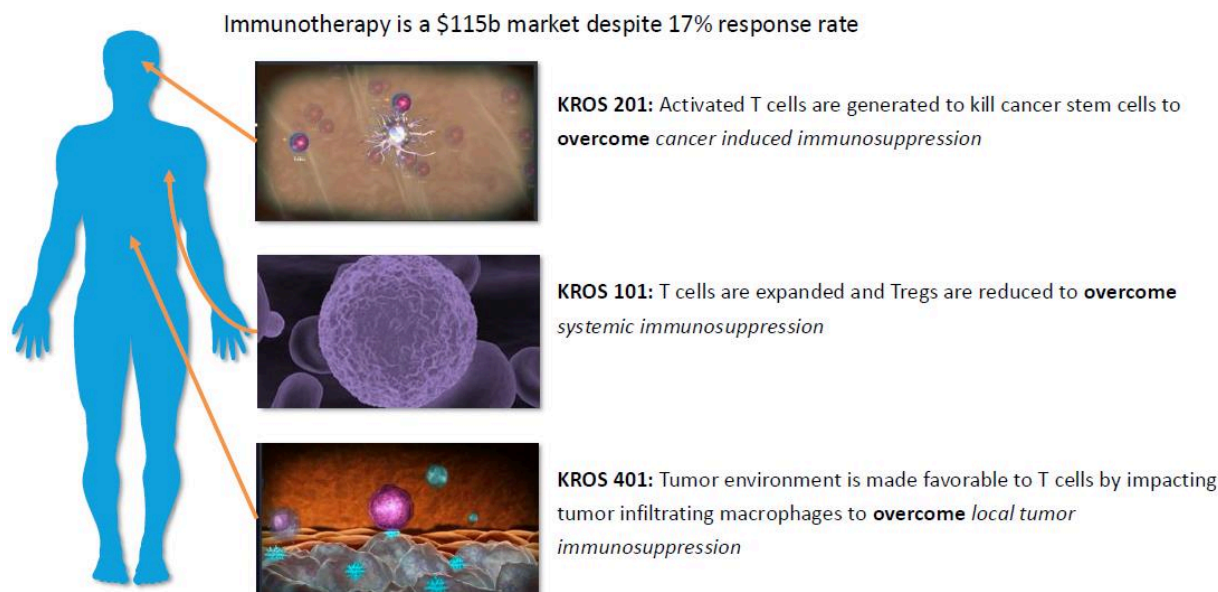 Immunotherapy is a $115b market despite 17% response rate
KROS 201: Activated T cells are generated to kill cancer stem cells to
overcome cancer induced immunosuppression
KROS 101: T cells are expanded and Tregs are reduced to overcome
systemic immunosuppression
KROS 401: Tumor environment is made favorable to T cells by impacting
tumor infiltrating macrophages to overcome local tumor
immunosuppression